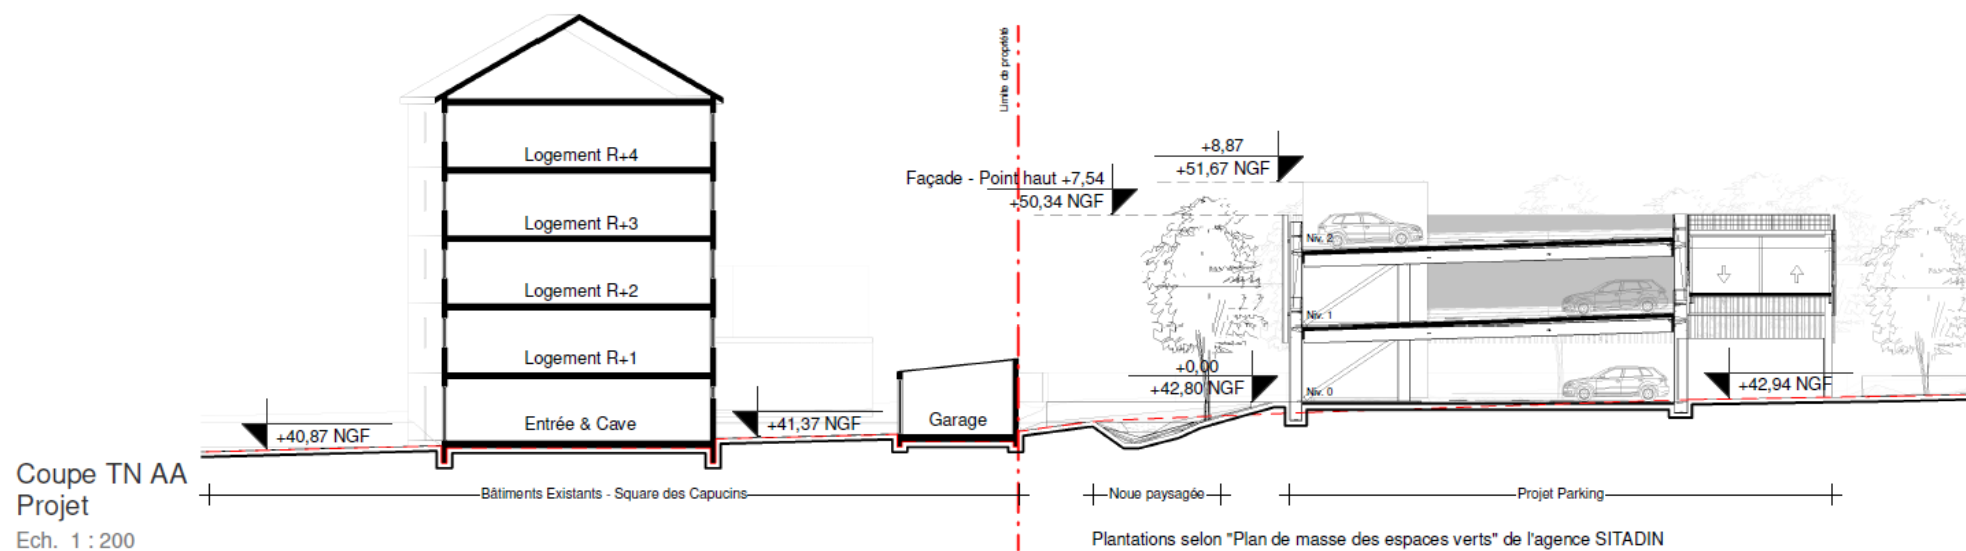 Limite de propriété
+8,87
+51,67 NGF
Façade - Point haut +7,54
+50,34 NGF
Logement R+4
Logement R+3
Logement R+2
Logement R+1
Entrée & Cave
Garage
Niv. 2
Niv. 1
Niv. 0
+0,00
+42,80 NGF
+42,94 NGF
+40,87 NGF
+41,37 NGF
Coupe TN AA
Projet
Ech. 1 : 200
Bâtiments Existants - Square des Capucins
Noue paysagée
Projet Parking
Plantations selon "Plan de masse des espaces verts" de l'agence SITADIN